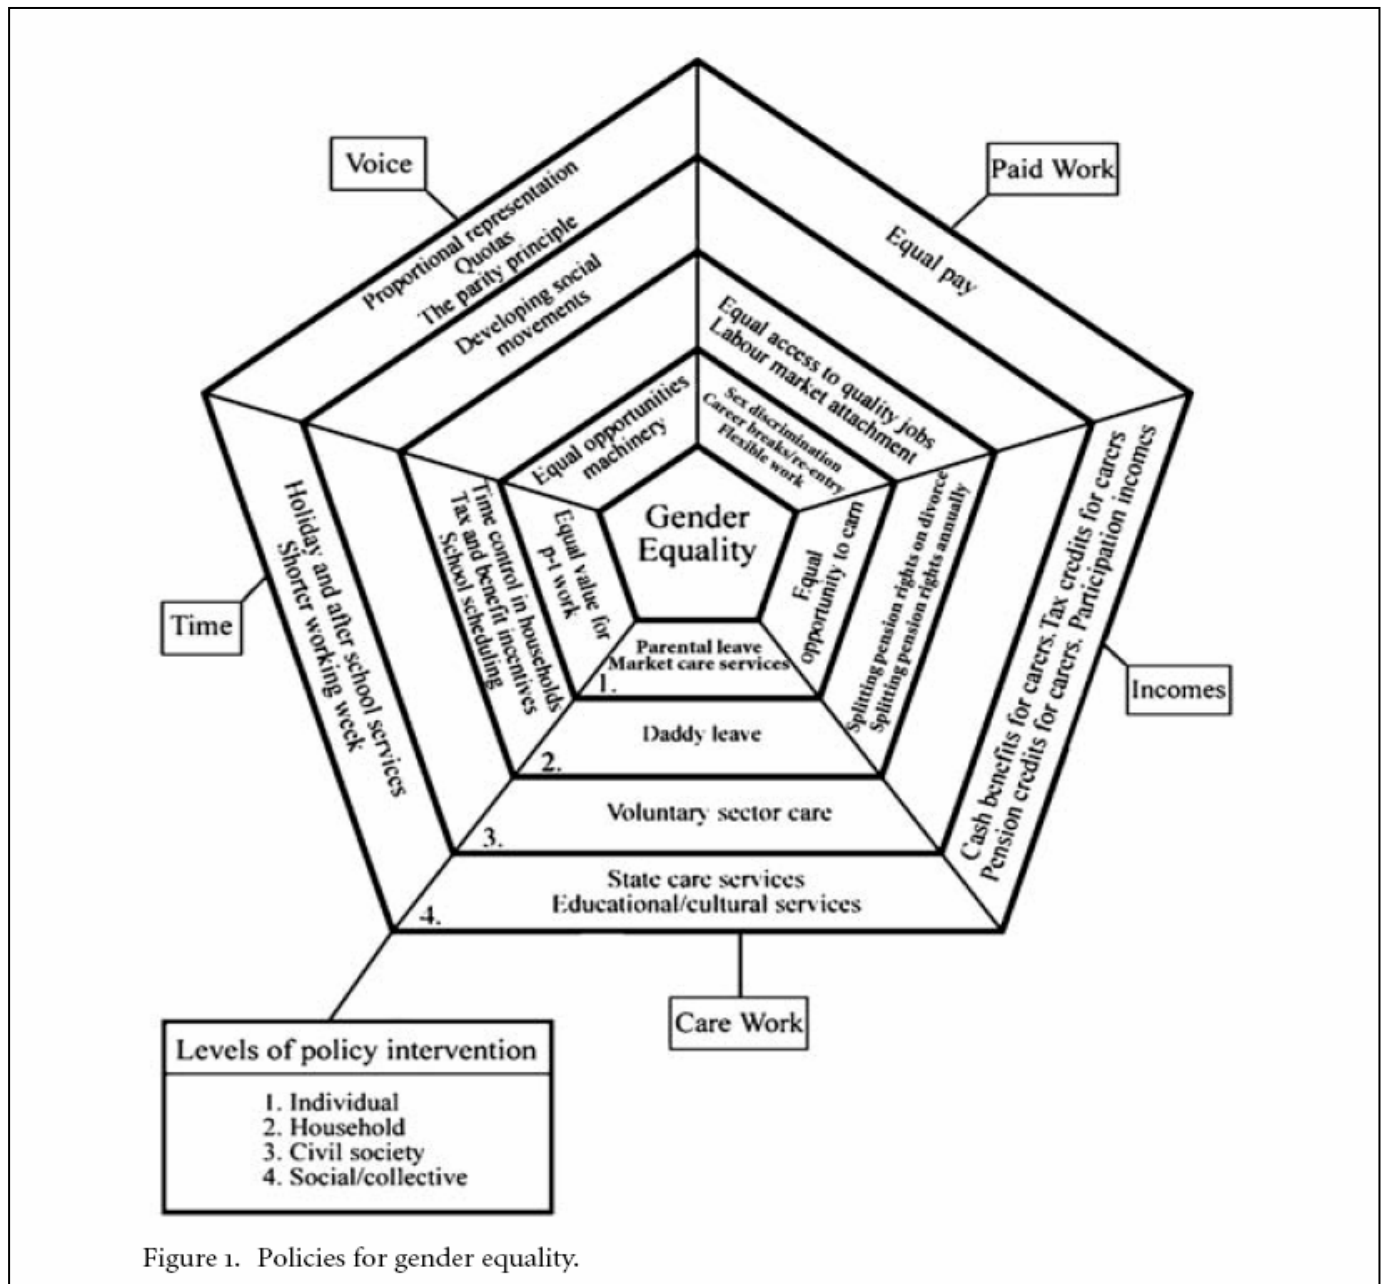 Voice
Paid Work
Proportional representation
Quotas
The parity principle
Developing social
movements
Equal opportunities
machinery
Equal pay
Equal access to quality jobs
Labour market attachment
Sex discrimination
Career breaks/re-entry
Flexible work
Gender
Equality
Time
Holiday and after school services
Shorter working week
Time control in households
Tax and benefit incentives
School scheduling
Equal value for
p-t work
Equal
opportunity to earn
Splitting pension rights on divorce
Splitting pension rights annually
Cash benefits for carers. Tax credits for carers
Pension credits for carers. Participation incomes
Incomes
Parental leave
Market care services
1.
Daddy leave
2.
Voluntary sector care
3.
State care services
Educational/cultural services
4.
Care Work
Levels of policy intervention
1. Individual
2. Household
3. Civil society
4. Social/collective
Figure 1. Policies for gender equality.